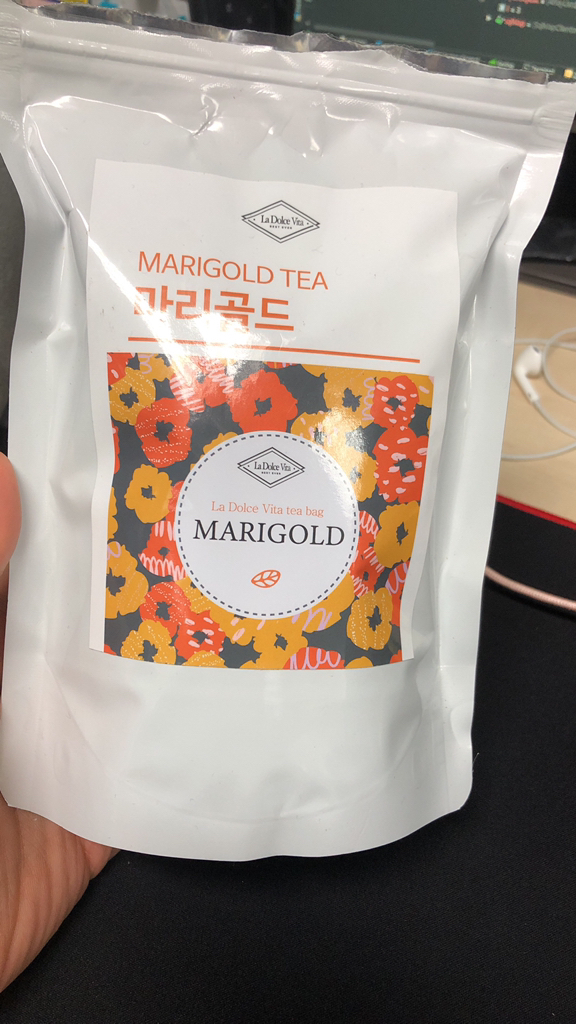 La Dolce Vita
MARIGOLD TEA
마리골드
La Dolce Vita
La Dolce Vita tea bag
MARIGOLD